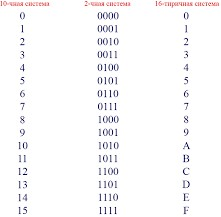 10-чная система 2-чная система 16-тиричная система
0 0000 0
1 0001 1
2 0010 2
3 0011 3
4 0100 4
5 0101 5
6 0110 6
7 0111 7
8 1000 8
9 1001 9
10 1010 A
11 1011 B
12 1100 C
13 1101 D
14 1110 E
15 1111 F